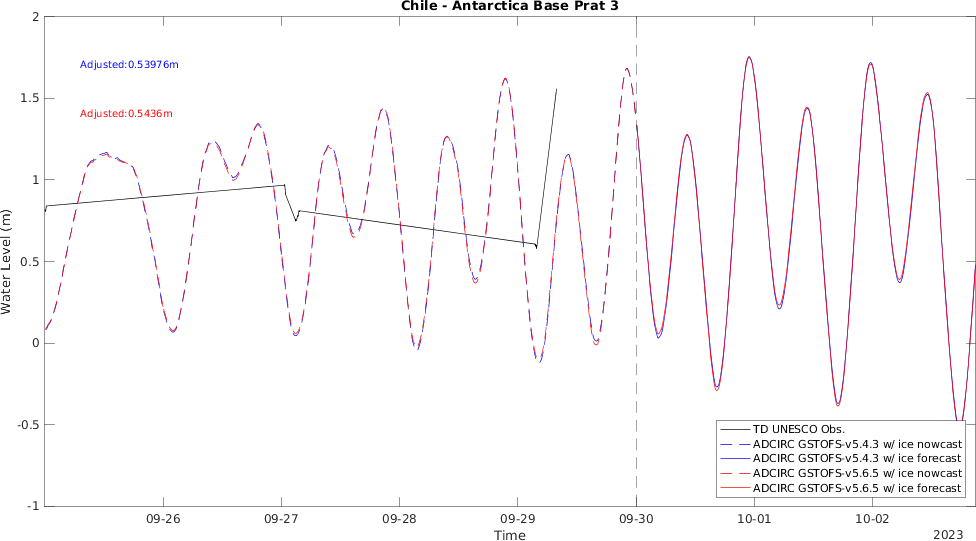 Chile - Antarctica Base Prat 3
2
1.5
1
0.5
0
-0.5
-1
Water Level (m)
Adjusted:0.53976m
Adjusted:0.5436m
TD UNESCO Obs.
ADCIRC GSTOFS-v5.4.3 w/ ice nowcast
ADCIRC GSTOFS-v5.4.3 w/ ice forecast
ADCIRC GSTOFS-v5.6.5 w/ ice nowcast
ADCIRC GSTOFS-v5.6.5 w/ ice forecast
09-26 09-27 09-28 09-29 09-30 10-01 10-02
Time
2023